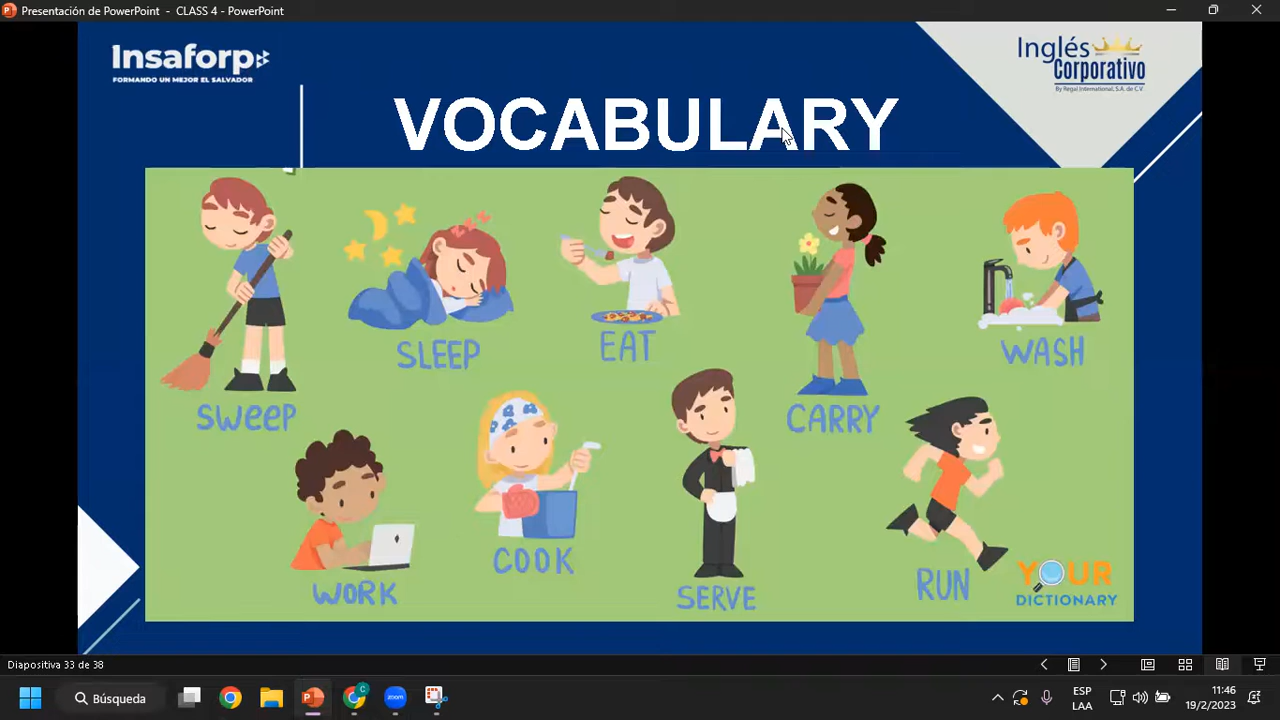 Presentación de PowerPoint - CLASS 4 - PowerPoint
Insaforp
FORMANDO UN MEJOR EL SALVADOR
Inglés
Corporativo
By Regal International, S.A. de C.V.
VOCABULARY
SWEEP
SLEEP
EAT
CARRY
WASH
WORK
COOK
SERVE
RUN
YOUR
DICTIONARY
Diapositiva 33 de 38
Búsqueda
zoom
ESP
LAA
11:46
19/2/2023